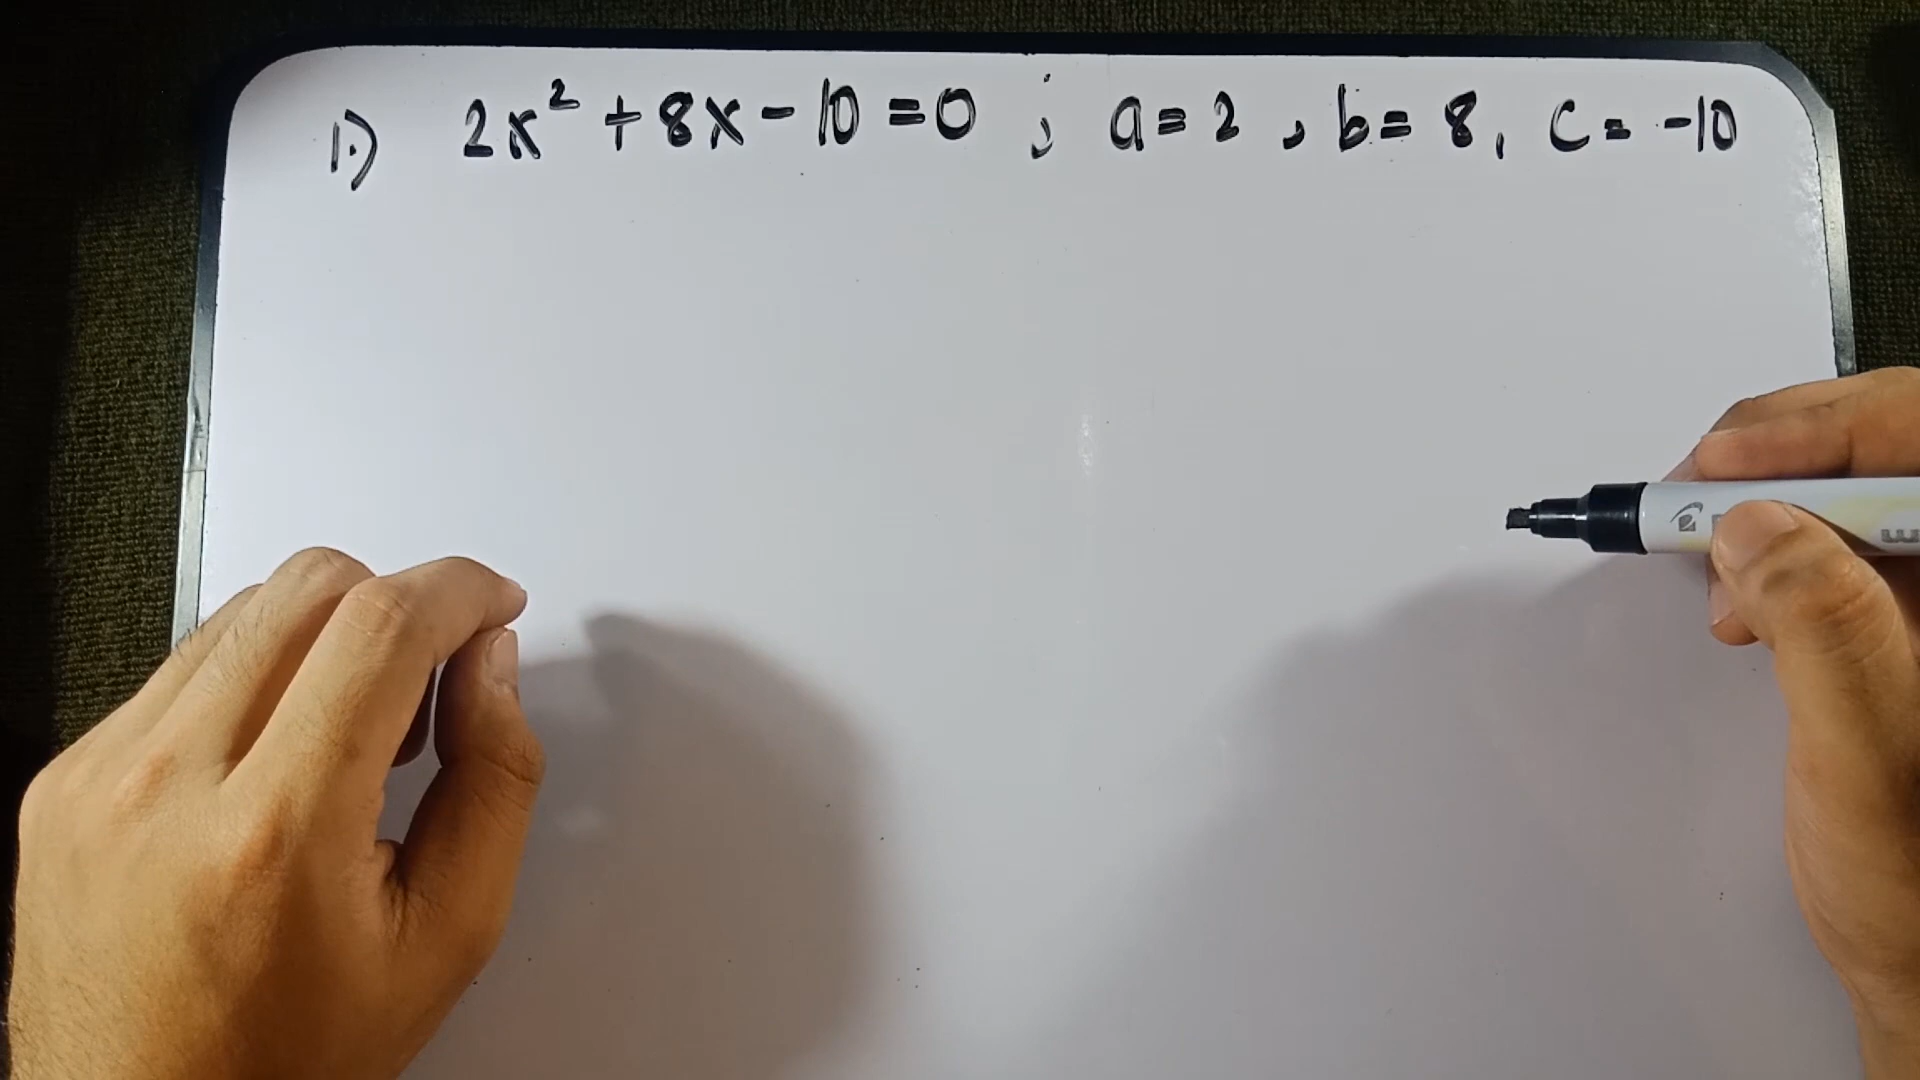 1.) 2x² + 8x - 10 = 0 ; a = 2 , b = 8, c = -10